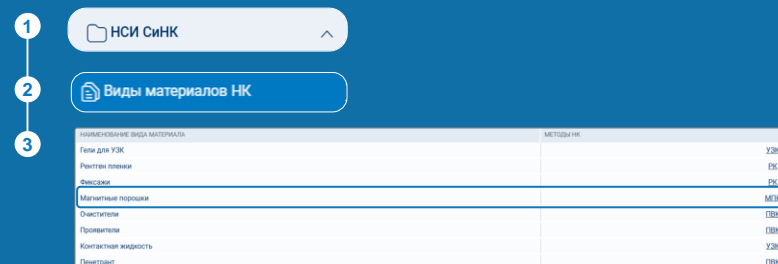 1
НСИ СиНК
2
Виды материалов НК
3
НАИМЕНОВАНИЕ ВИДА МАТЕРИАЛА МЕТОДЫ НК
Гели для УЗК УЗК
Рентген пленки РК
Фиксажи РК
Магнитные порошки МПК
Очистители ПВК
Проявители ПВК
Контактная жидкость УЗК
Пенетрант ПВК